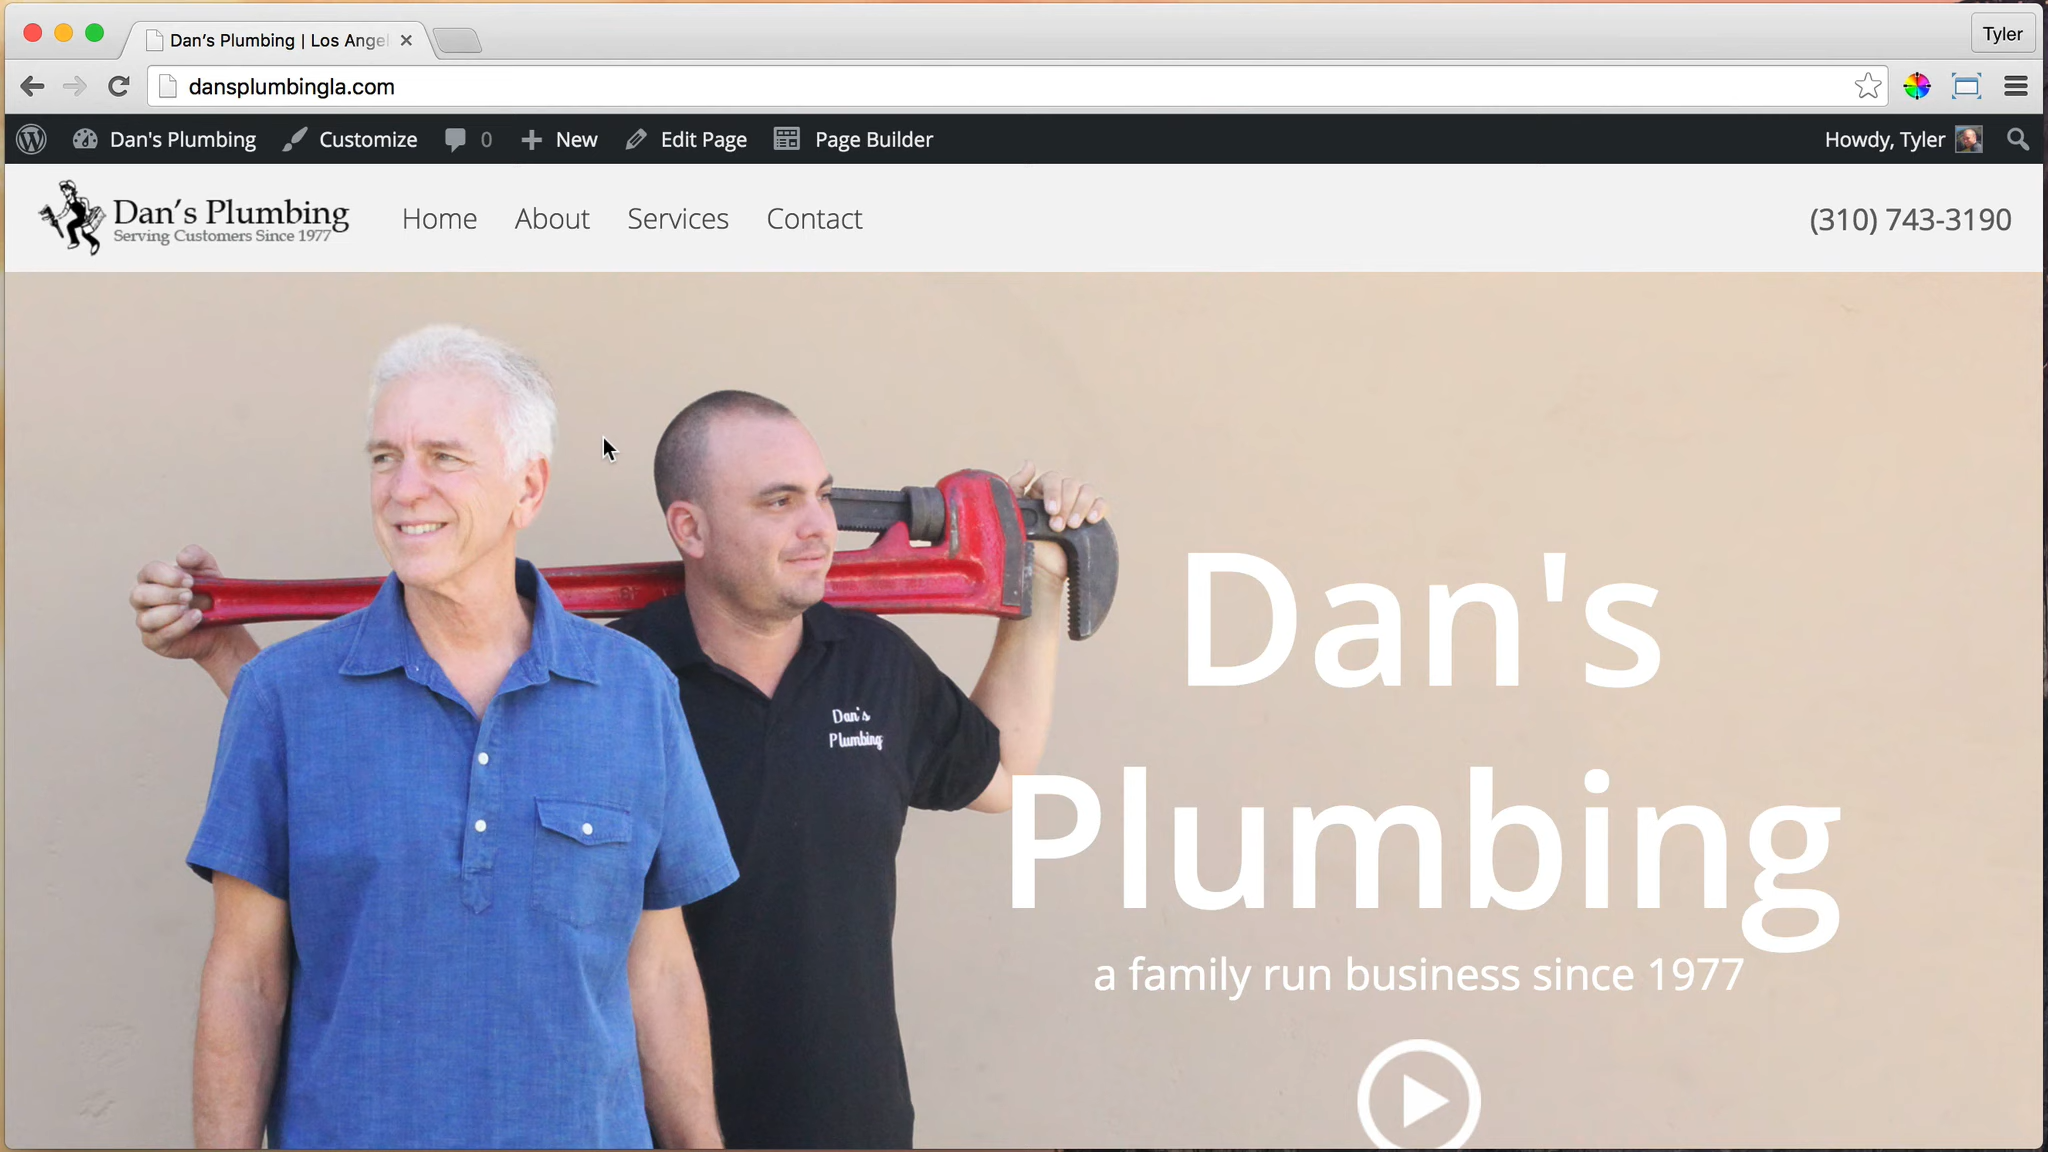 Dan's Plumbing | Los Ange
Tyler
dansplumbingla.com
Dan's Plumbing Customize 0 New Edit Page Page Builder Howdy, Tyler
Dan's Plumbing
Serving Customers Since 1977
Home About Services Contact
(310) 743-3190
Dan's
Plumbing
Dan's
Plumbing
a family run business since 1977